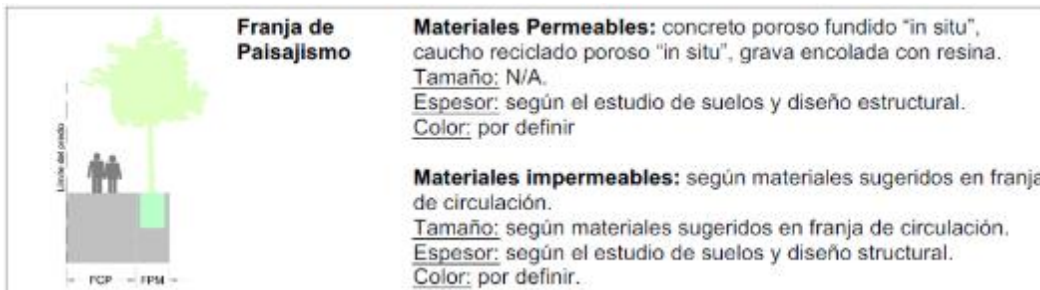 Franja de
Paisajismo
Materiales Permeables: concreto poroso fundido “in situ”,
caucho reciclado poroso “in situ”, grava encolada con resina.
Tamaño: N/A.
Espesor: según el estudio de suelos y diseño estructural.
Color: por definir
Materiales impermeables: según materiales sugeridos en franja
de circulación.
Tamaño: según materiales sugeridos en franja de circulación.
Espesor: según el estudio de suelos y diseño structural.
Color: por definir.
Límite del predio
FCP
FPM